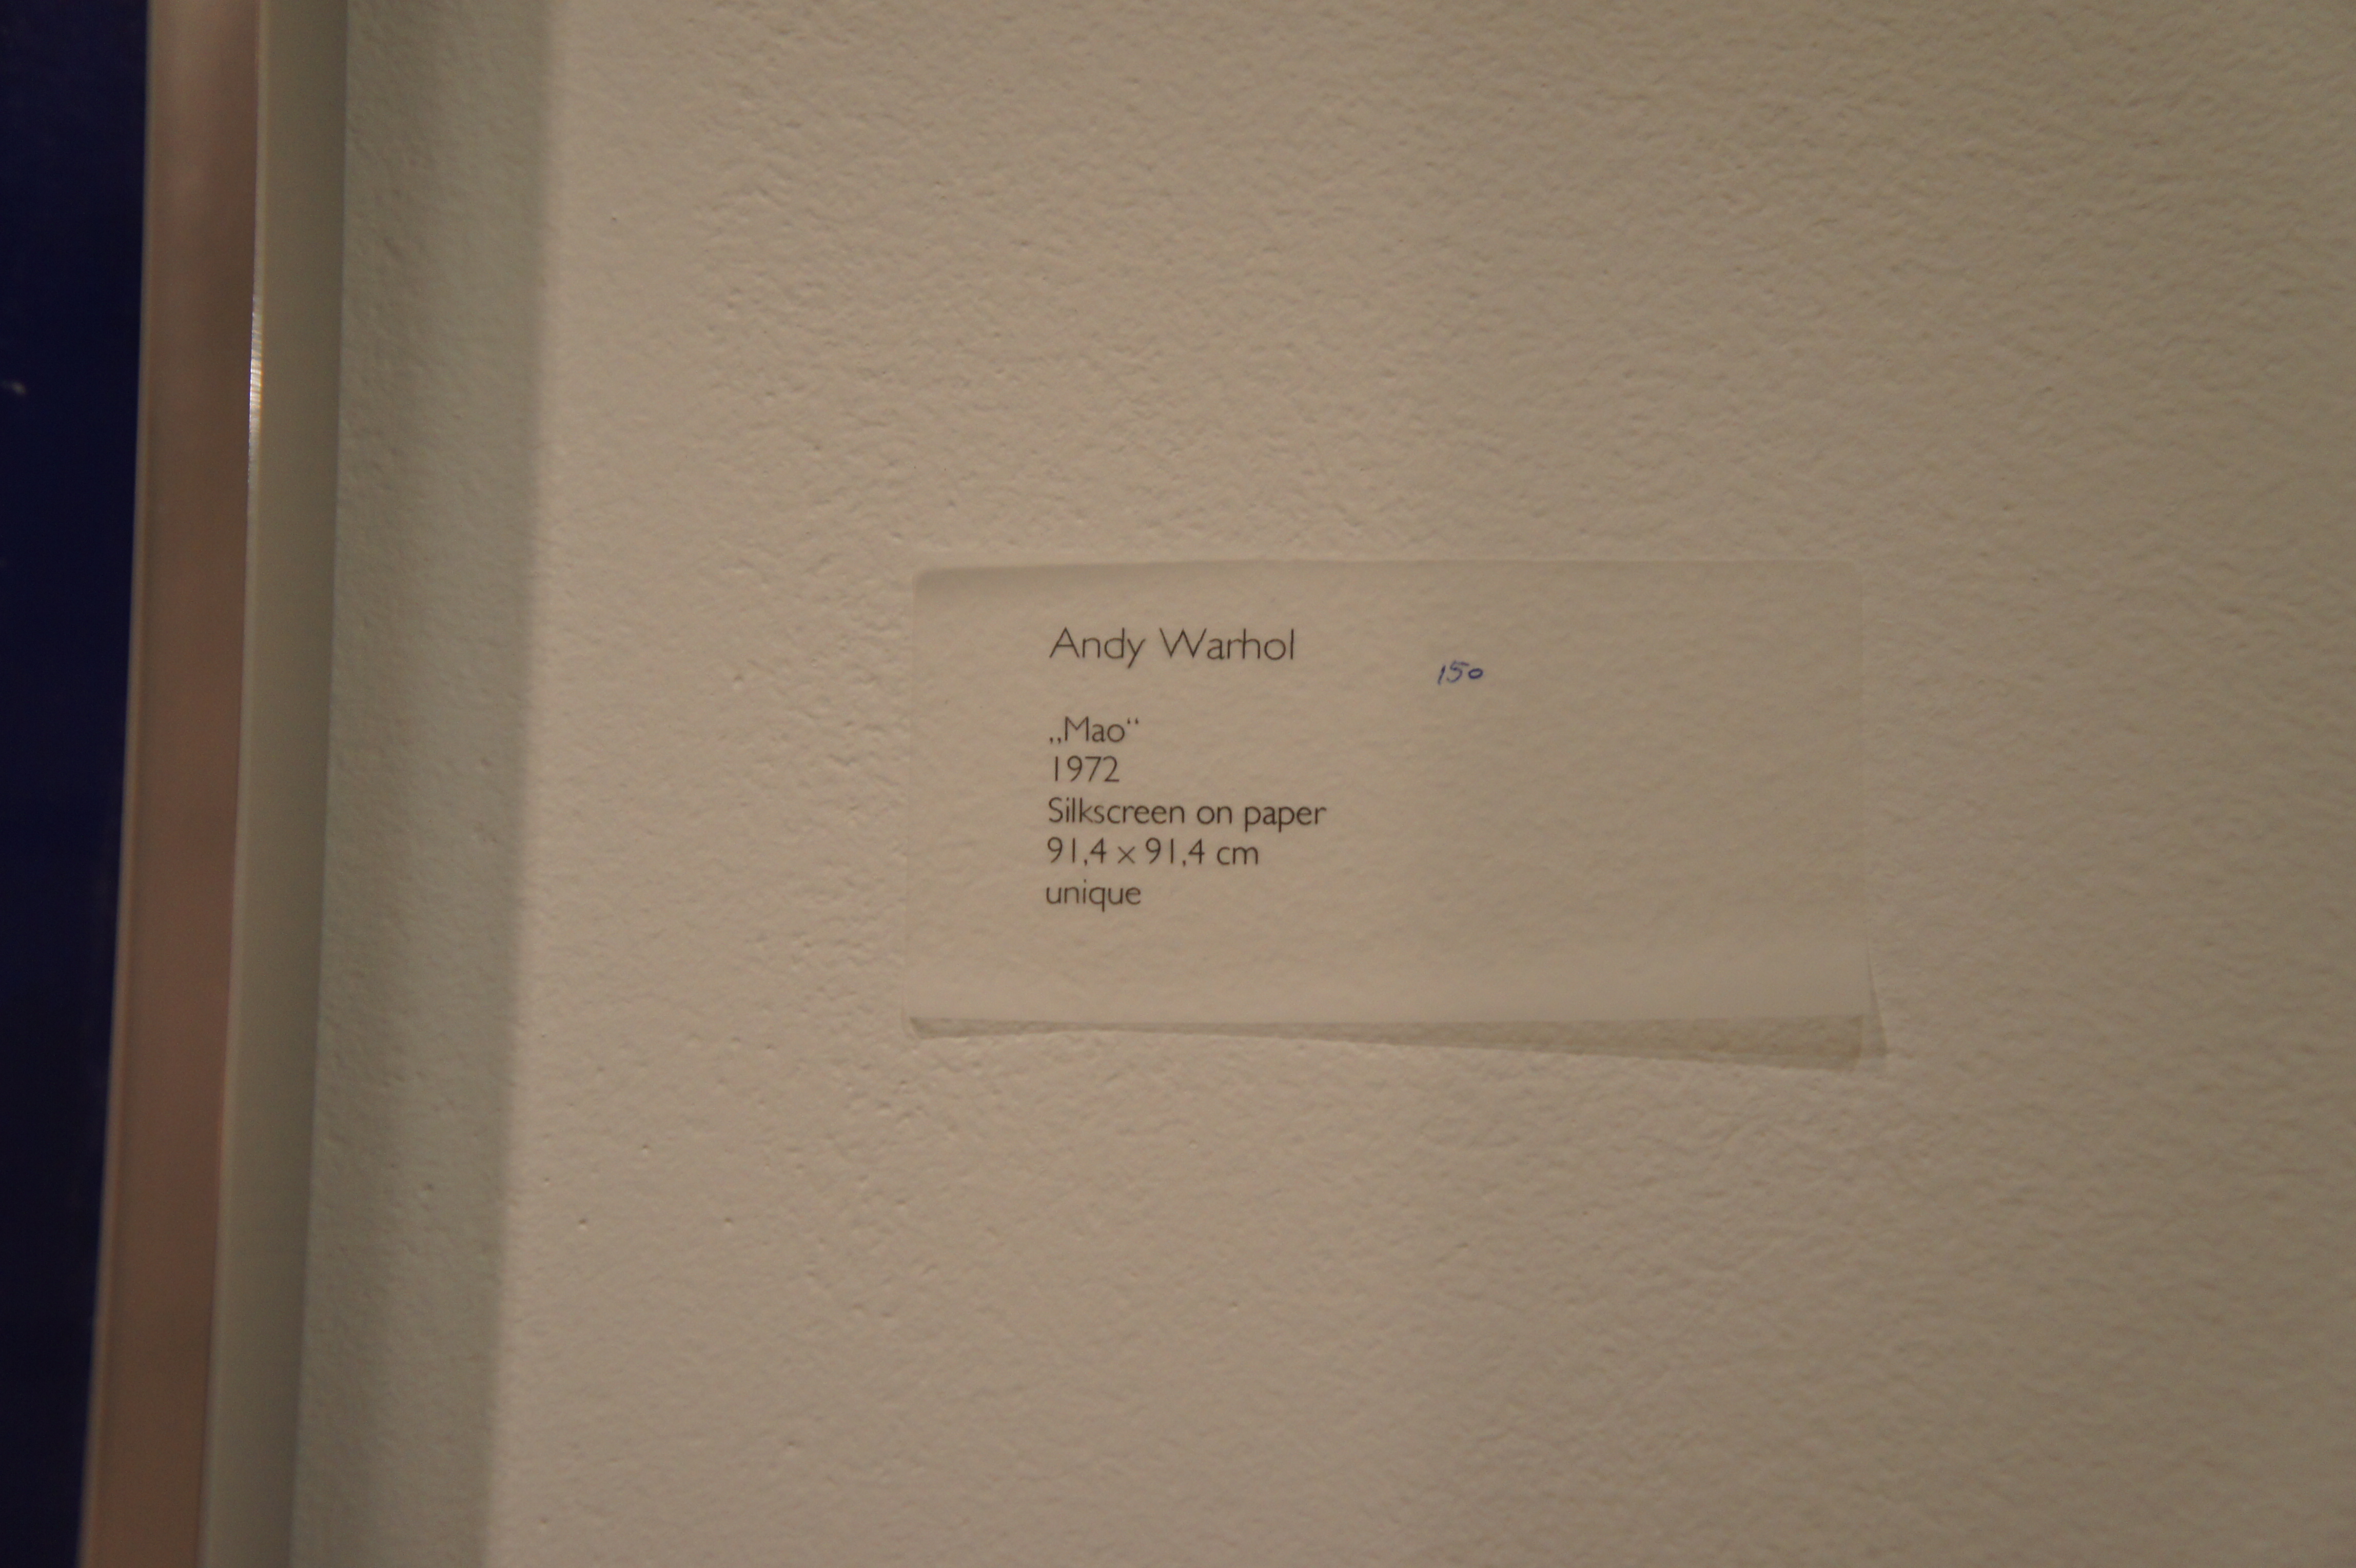 Andy Warhol
150
„Mao“
1972
Silkscreen on paper
91,4 x 91,4 cm
unique